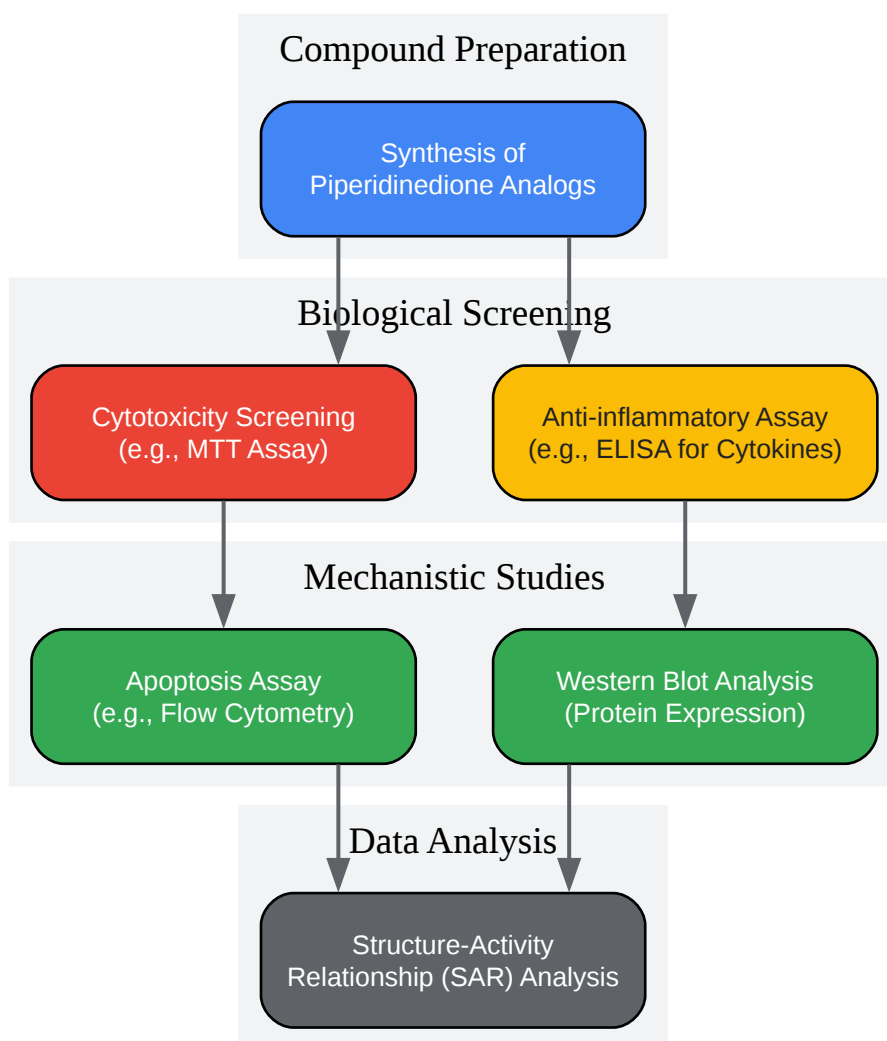 Compound Preparation
Synthesis of
Piperidinedione Analogs
Biological Screening
Cytotoxicity Screening
(e.g., MTT Assay)
Anti-inflammatory Assay
(e.g., ELISA for Cytokines)
Mechanistic Studies
Apoptosis Assay
(e.g., Flow Cytometry)
Western Blot Analysis
(Protein Expression)
Data Analysis
Structure-Activity
Relationship (SAR) Analysis